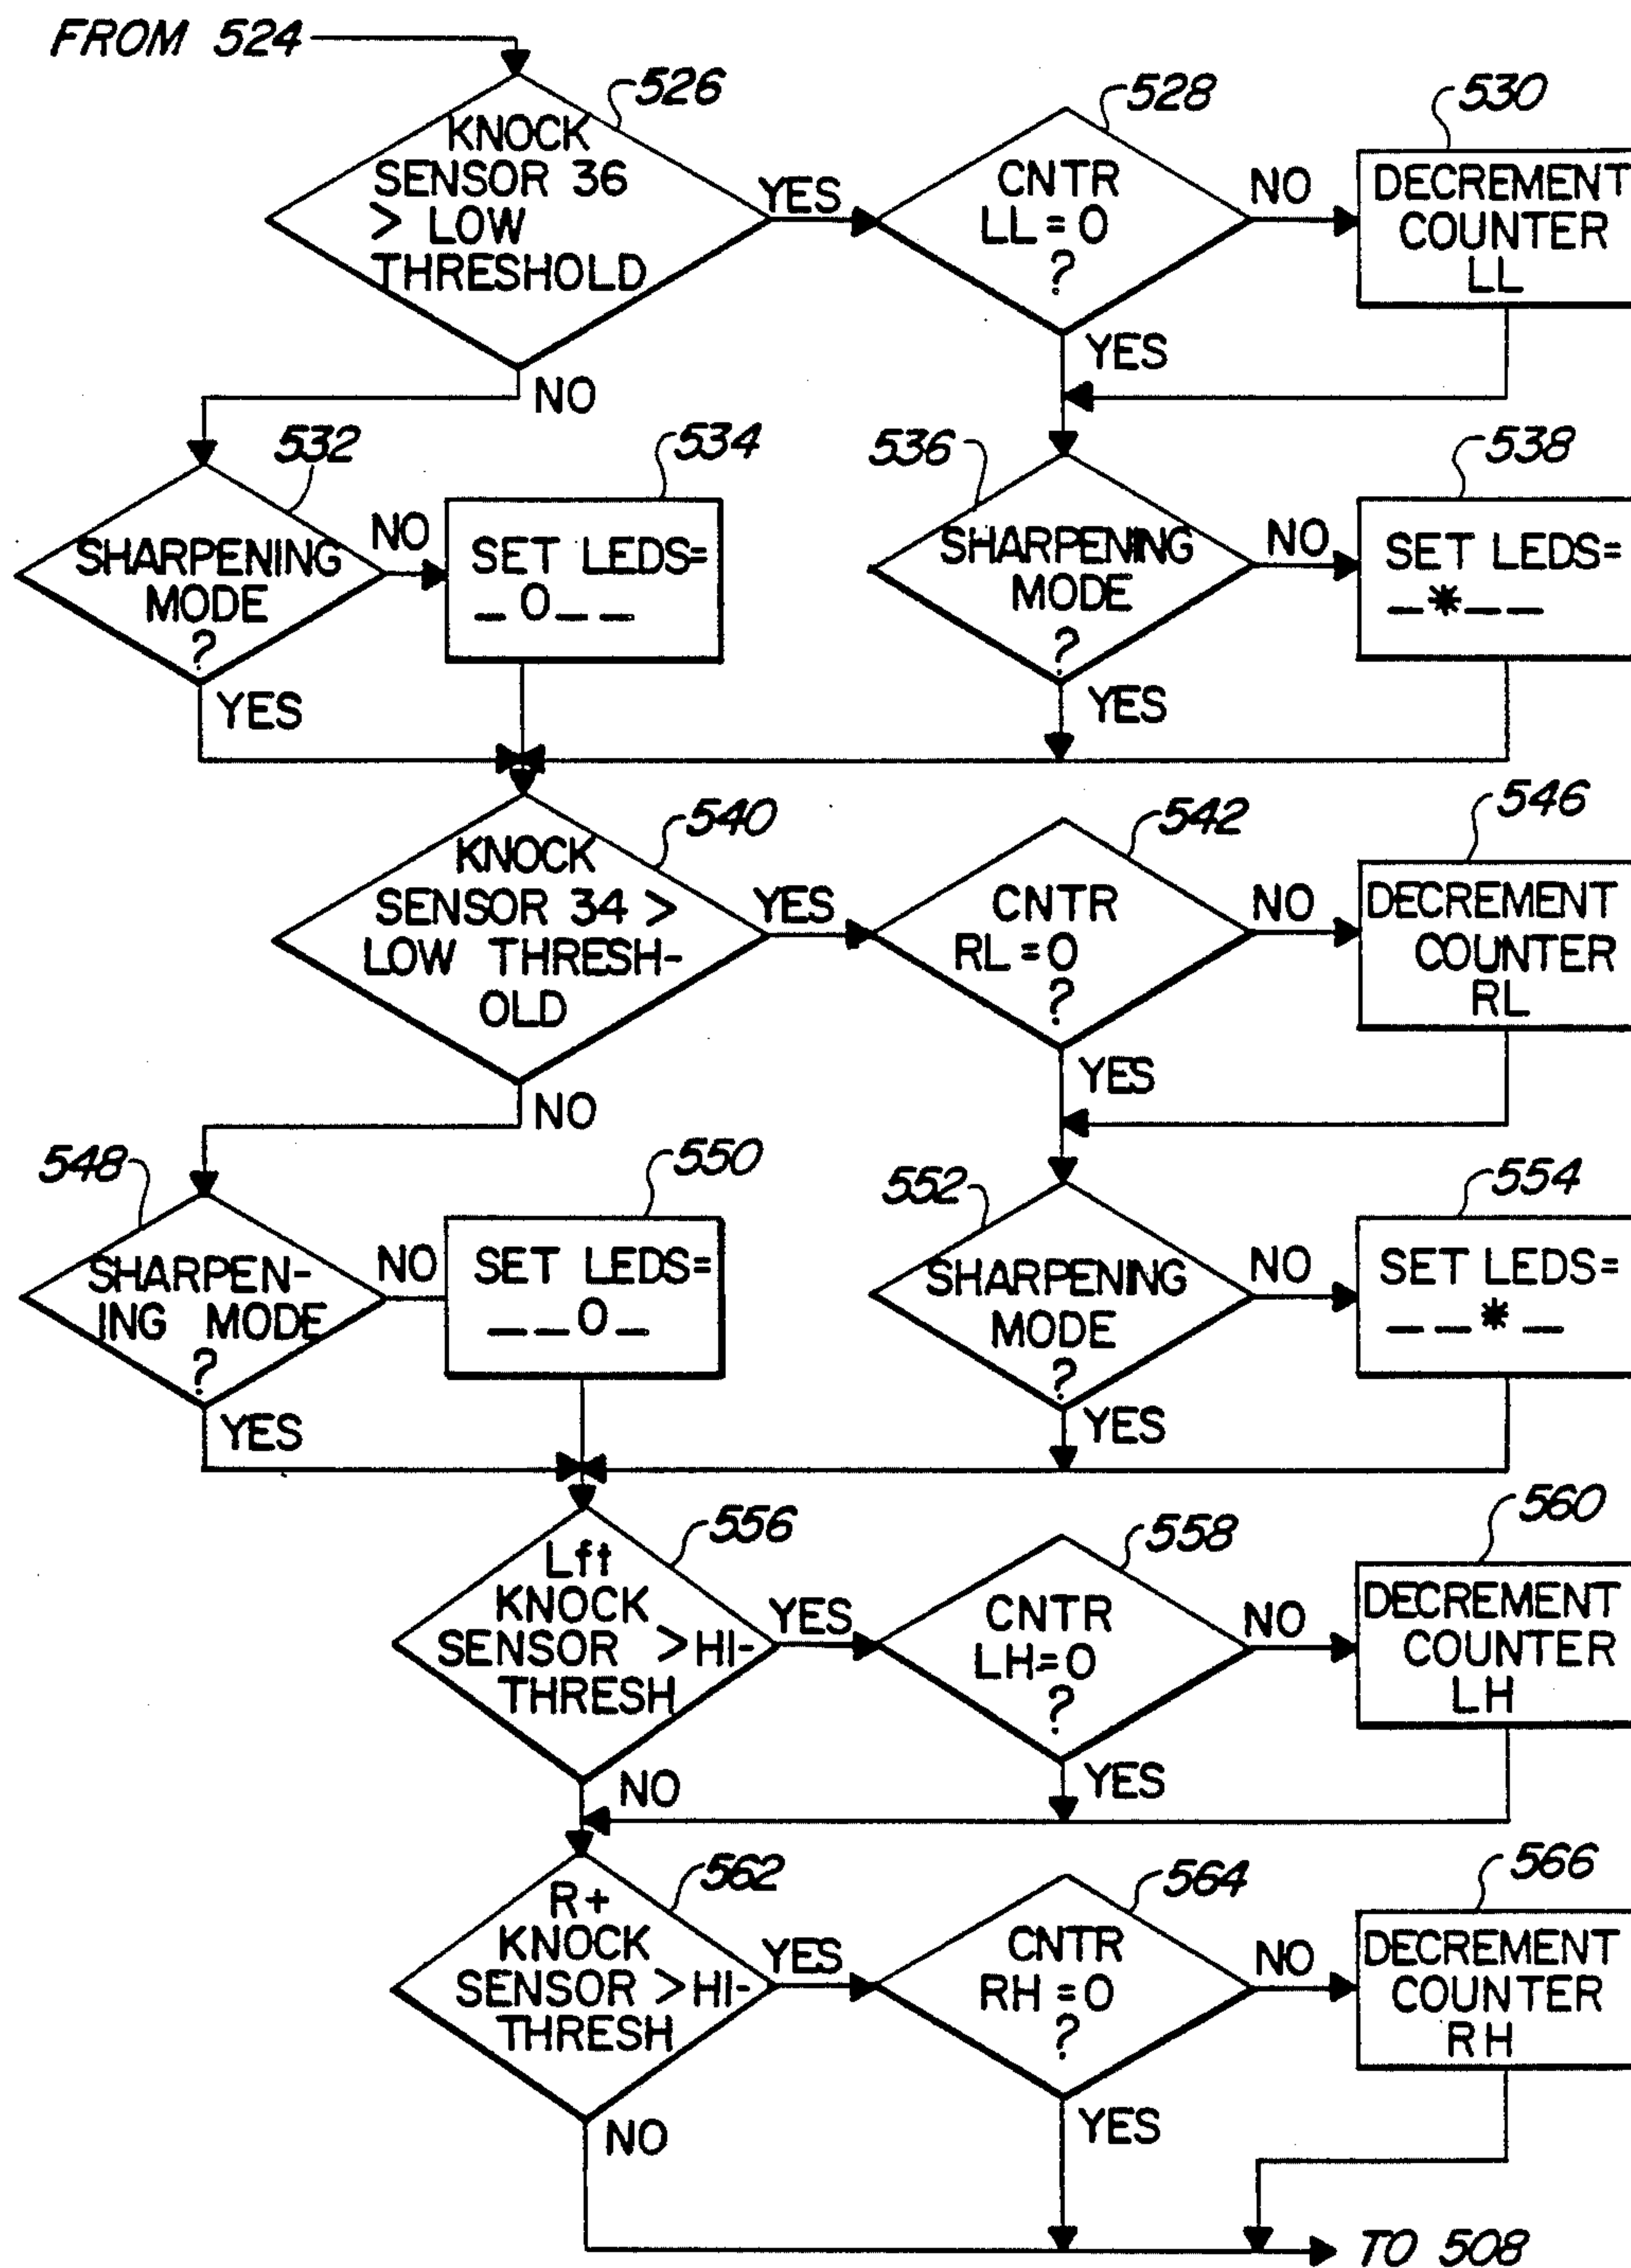 FROM 524
526
KNOCK
SENSOR 36
> LOW
THRESHOLD
YES
NO
528
CNTR
LL = 0
?
NO
YES
530
DECREMENT
COUNTER
LL
532
SHARPENING
MODE
?
NO
YES
534
SET LEDS=
_ O _ _
536
SHARPENING
MODE
?
NO
YES
538
SET LEDS=
_ * _ _
540
KNOCK
SENSOR 34 >
LOW THRESH-
OLD
YES
NO
542
CNTR
RL = 0
?
NO
YES
546
DECREMENT
COUNTER
RL
548
SHARPEN-
ING MODE
?
NO
YES
550
SET LEDS=
_ _ O _
552
SHARPENING
MODE
?
NO
YES
554
SET LEDS=
_ _ * _
556
Lft
KNOCK
SENSOR >HI-
THRESH
YES
NO
558
CNTR
LH=0
?
NO
YES
560
DECREMENT
COUNTER
LH
562
R+
KNOCK
SENSOR >HI-
THRESH
YES
NO
564
CNTR
RH =0
?
NO
YES
566
DECREMENT
COUNTER
RH
TO 508